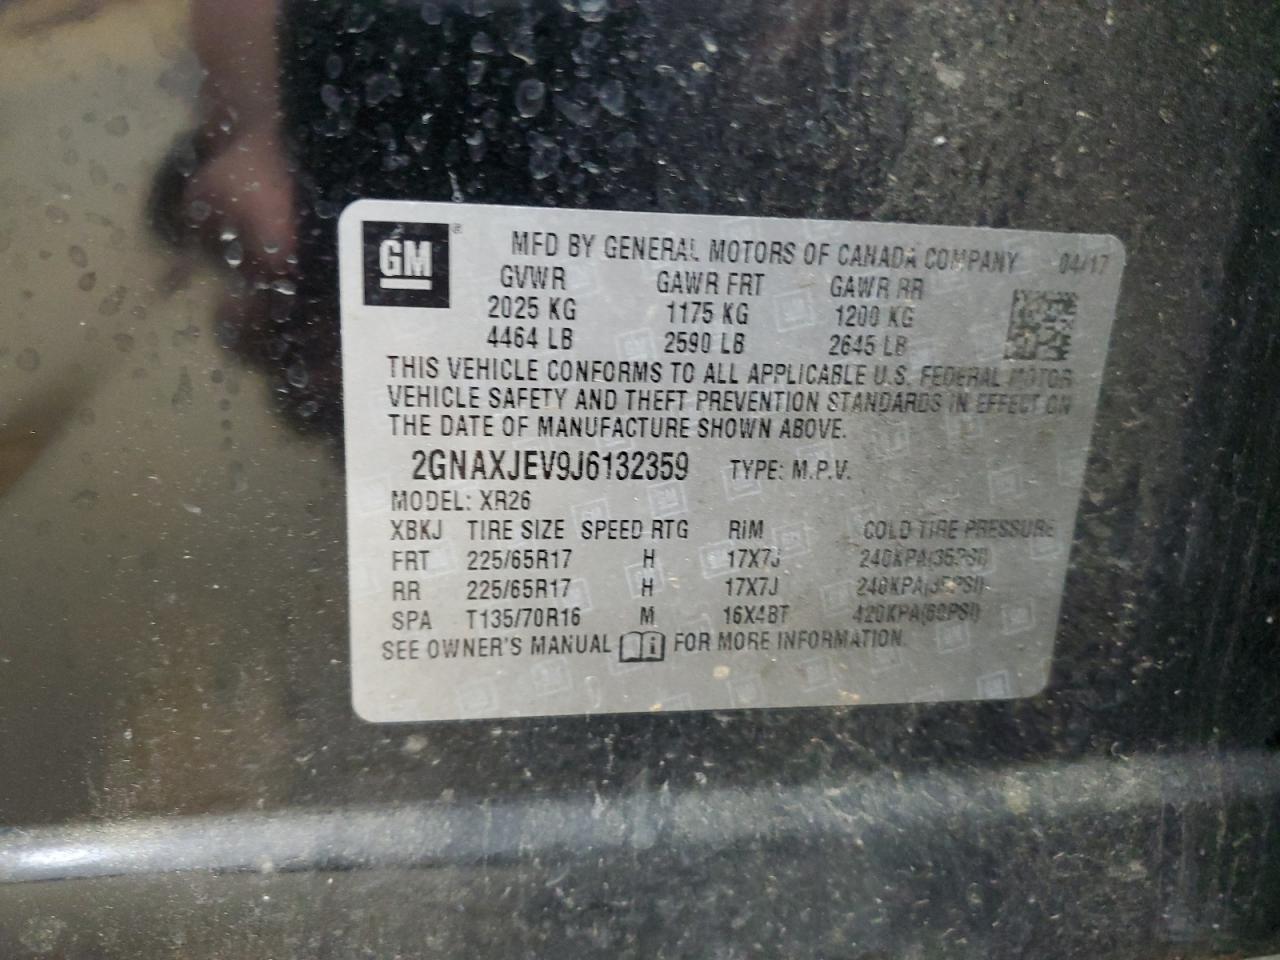 GM ®
MFD BY GENERAL MOTORS OF CANADA COMPANY 04/17
GVWR GAWR FRT GAWR RR
2025 KG 1175 KG 1200 KG
4464 LB 2590 LB 2645 LB
THIS VEHICLE CONFORMS TO ALL APPLICABLE U.S. FEDERAL MOTOR
VEHICLE SAFETY AND THEFT PREVENTION STANDARDS IN EFFECT ON
THE DATE OF MANUFACTURE SHOWN ABOVE.
2GNAXJEV9J6132359 TYPE: M.P.V.
MODEL: XR26
XBKJ TIRE SIZE SPEED RTG RIM COLD TIRE PRESSURE
FRT 225/65R17 H 17X7J 240KPA(35PSI)
RR 225/65R17 H 17X7J 240KPA(35PSI)
SPA T135/70R16 M 16X4BT 420KPA(60PSI)
SEE OWNER'S MANUAL i FOR MORE INFORMATION.